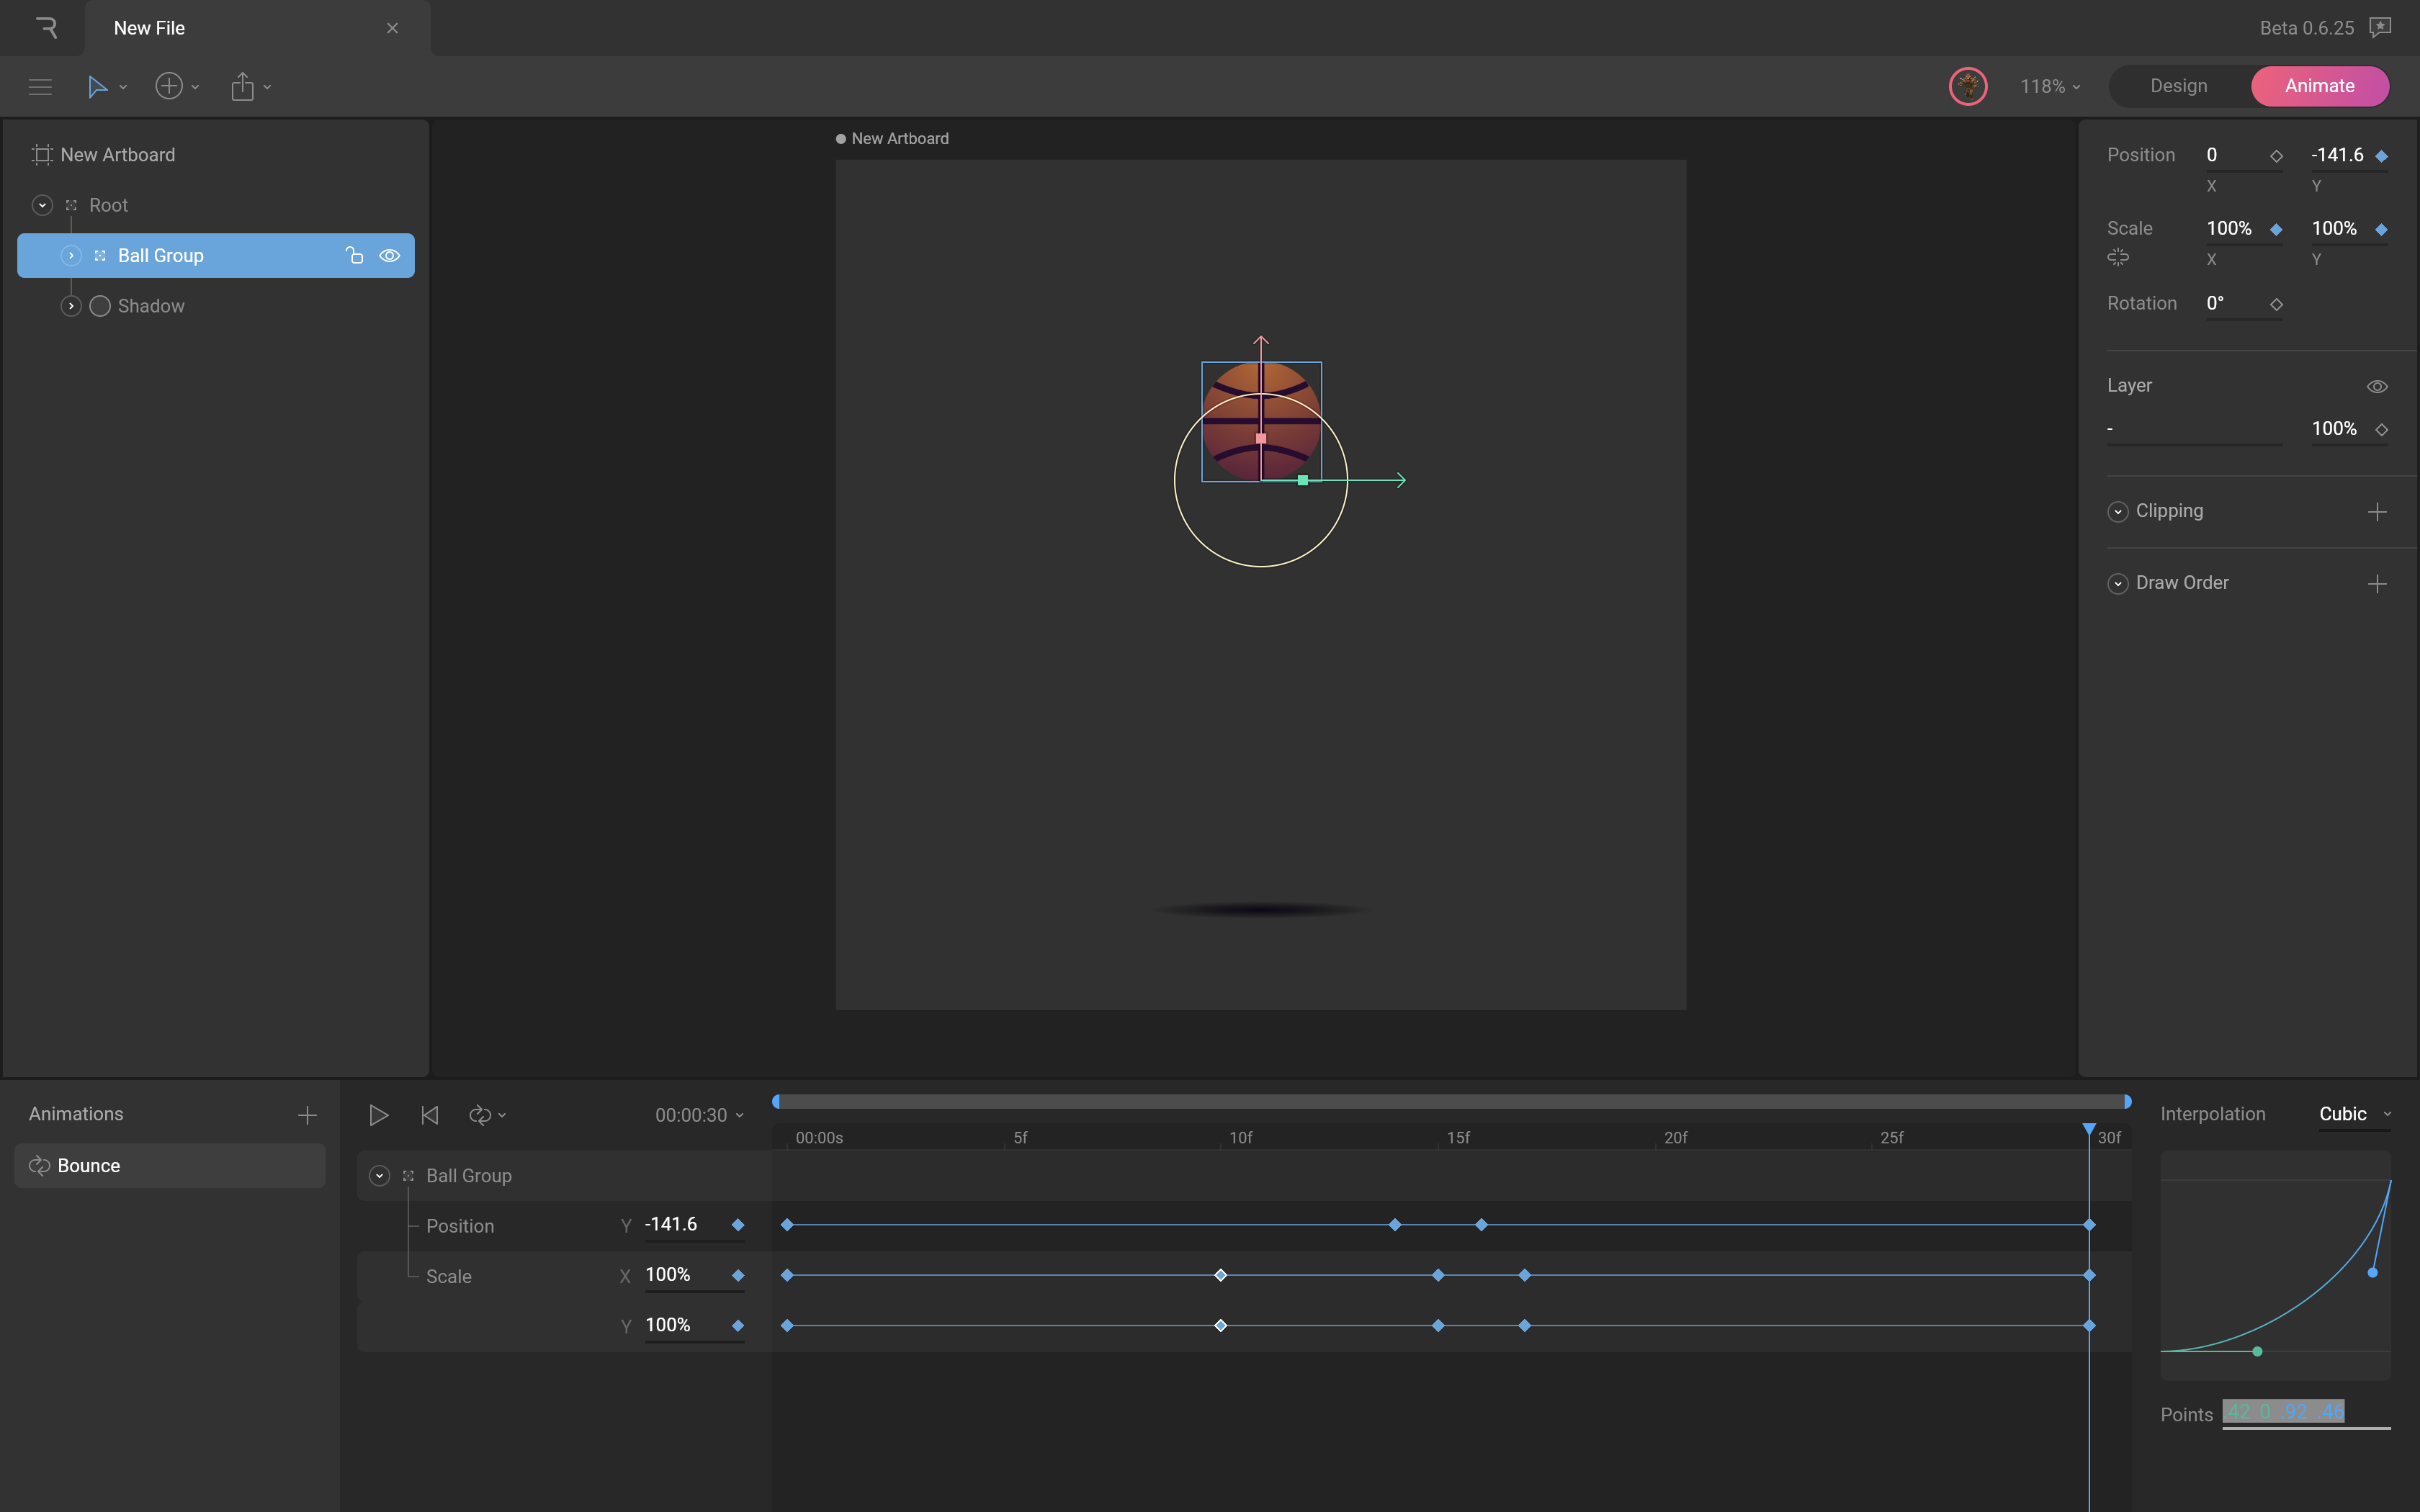 New File
Beta 0.6.25
118%
Design
Animate
New Artboard
Root
Ball Group
Shadow
New Artboard
Position 0 -141.6
X Y
Scale 100% 100%
X Y
Rotation 0°
Layer
- 100%
Clipping
Draw Order
Animations
Bounce
00:00:30
00:00s 5f 10f 15f 20f 25f 30f
Ball Group
Position Y -141.6
Scale X 100%
Y 100%
Interpolation Cubic
Points .42 0 .92 .46